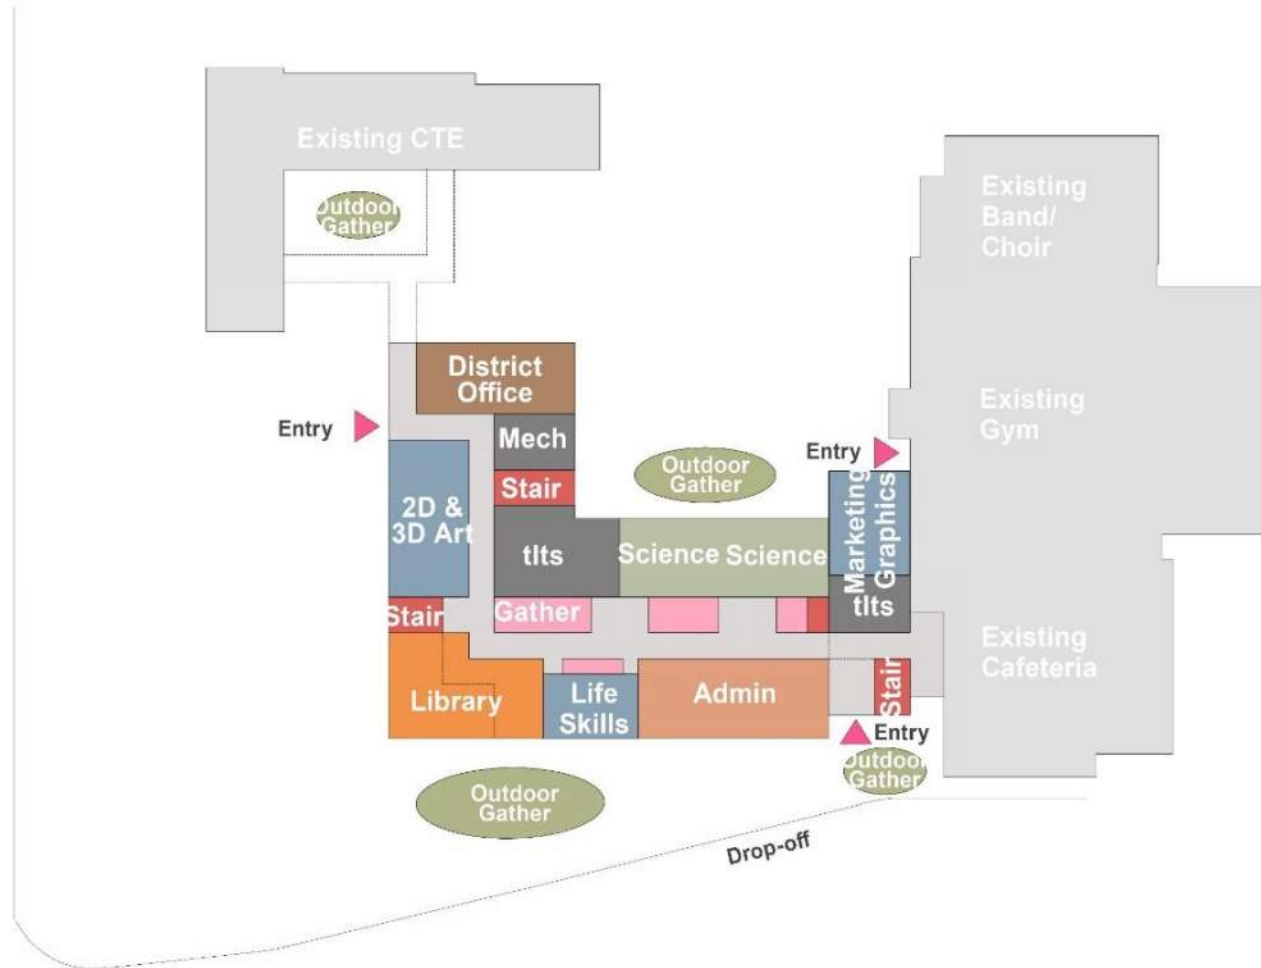 Existing CTE
Outdoor
Gather
Existing
Band/
Choir
District
Office
Entry
Mech
Existing
Gym
Entry
Outdoor
Gather
Stair
2D &
3D Art
tlts
Science Science
Marketing
Graphics
Stair
Gather
tlts
Existing
Cafeteria
Library
Life
Skills
Admin
Stair
Entry
Outdoor
Gather
Outdoor
Gather
Drop-off